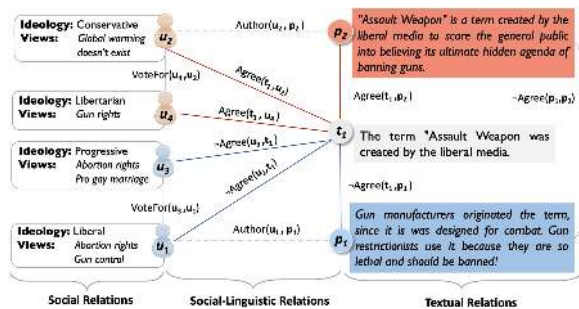 Ideology: Conservative
Views: Global warming
doesn't exist
u2
Author(u2, p2)
p2
"Assault Weapon" is a term created by the
liberal media to scare the general public
into believing its ultimate hidden agenda of
banning guns.
VoteFor(u4,u2)
Agree(t1,u2)
Agree(t1,p2)
¬Agree(p1,p2)
Ideology: Libertarian
Views: Gun rights
u4
Agree(t1, u4)
t1
The term "Assault Weapon was
created by the liberal media.
Ideology: Progressive
Views: Abortion rights
Pro gay marriage
u3
¬Agree(u3,t1)
¬Agree(u1,t1)
¬Agree(t1,p1)
VoteFor(u3,u1)
Ideology: Liberal
Views: Abortion rights
Gun control
u1
Author(u1, p1)
p1
Gun manufacturers originated the term,
since it is was designed for combat. Gun
restrictionists use it because they are so
lethal and should be banned!
Social Relations
Social-Linguistic Relations
Textual Relations